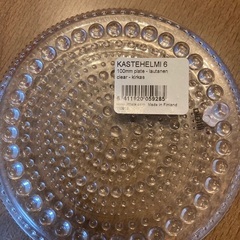 KASTEHELMI 6
100mm plate - lautanen
clear - kirkas
Made in Finland